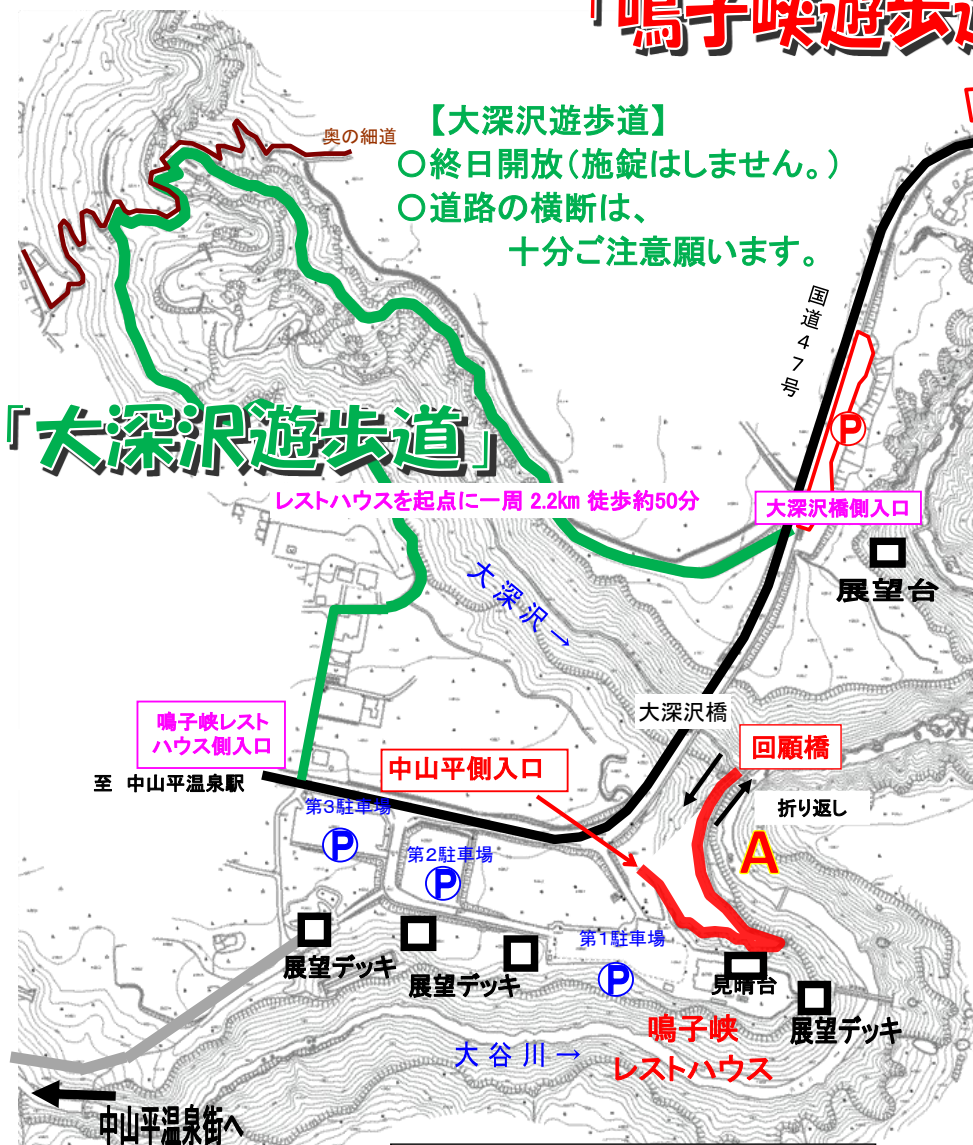 「鳴子峡遊歩道
奥の細道
【大深沢遊歩道】
○終日開放(施錠はしません。)
○道路の横断は、
十分ご注意願います。
国道47号
P
「大深沢遊歩道」
レストハウスを起点に一周 2.2km 徒歩約50分
大深沢橋側入口
展望台
大深沢→
大深沢橋
鳴子峡レスト
ハウス側入口
回顧橋
中山平側入口
至 中山平温泉駅
折り返し
第3駐車場
P
第2駐車場
P
A
第1駐車場
P
展望デッキ
展望デッキ
見晴台
展望デッキ
鳴子峡
レストハウス
大谷川→
中山平温泉街へ